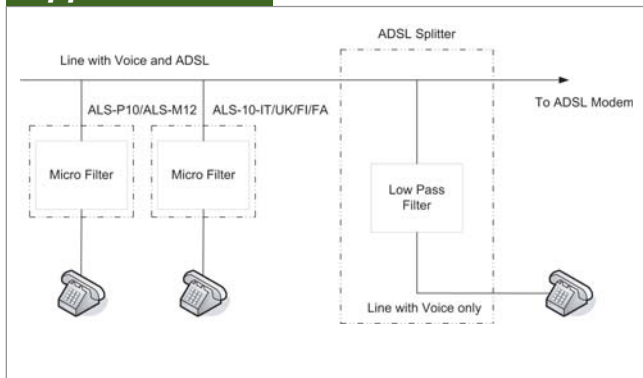 ADSL Splitter
Line with Voice and ADSL
To ADSL Modem
ALS-P10/ALS-M12
ALS-10-IT/UK/FI/FA
Micro Filter
Micro Filter
Low Pass
Filter
Line with Voice only